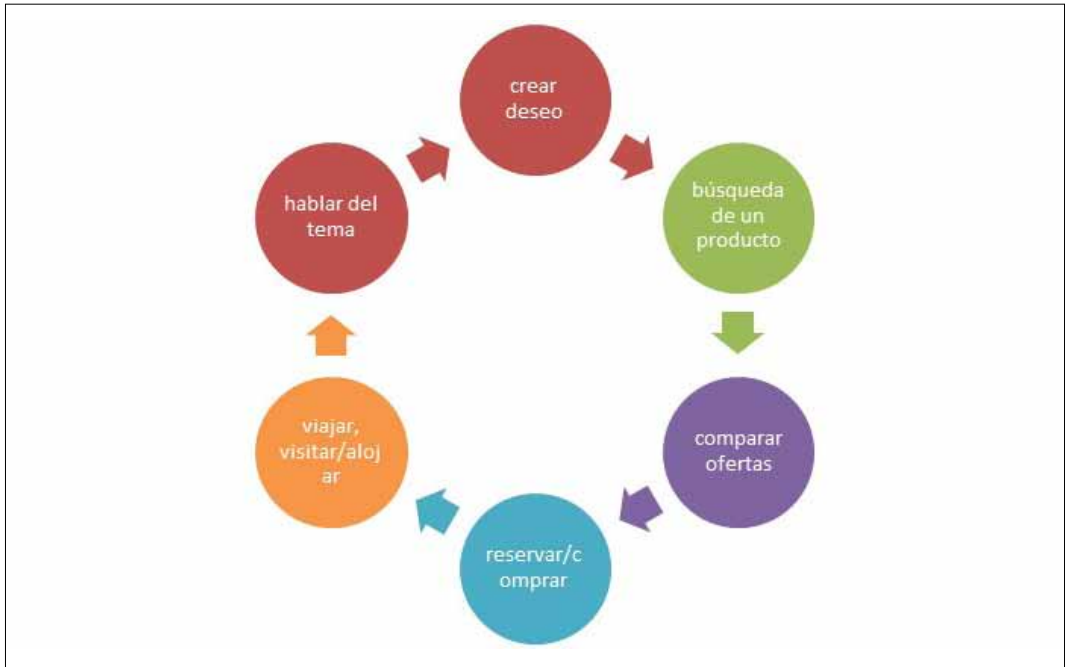 crear
deseo
búsqueda
de un
producto
comparar
ofertas
reservar/c
omprar
viajar,
visitar/aloj
ar
hablar del
tema